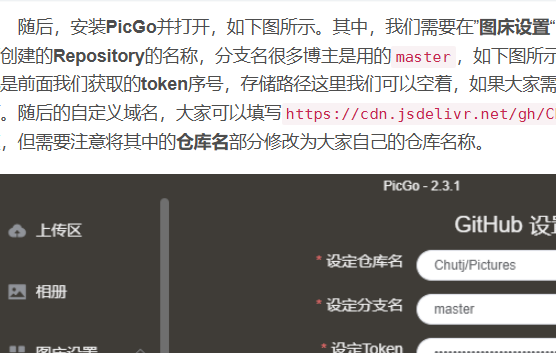 随后，安装PicGo并打开，如下图所示。其中，我们需要在”图床设置“
创建的Repository的名称，分支名很多博主是用的 master，如下图所示
是前面我们获取的token序号，存储路径这里我们可以空着，如果大家需
。随后的自定义域名，大家可以填写 https://cdn.jsdelivr.net/gh/C
，但需要注意将其中的仓库名部分修改为大家自己的仓库名称。
PicGo - 2.3.1
GitHub 设
上传区
* 设定仓库名
Chutj/Pictures
相册
* 设定分支名
master
图床设置
* 设定Token